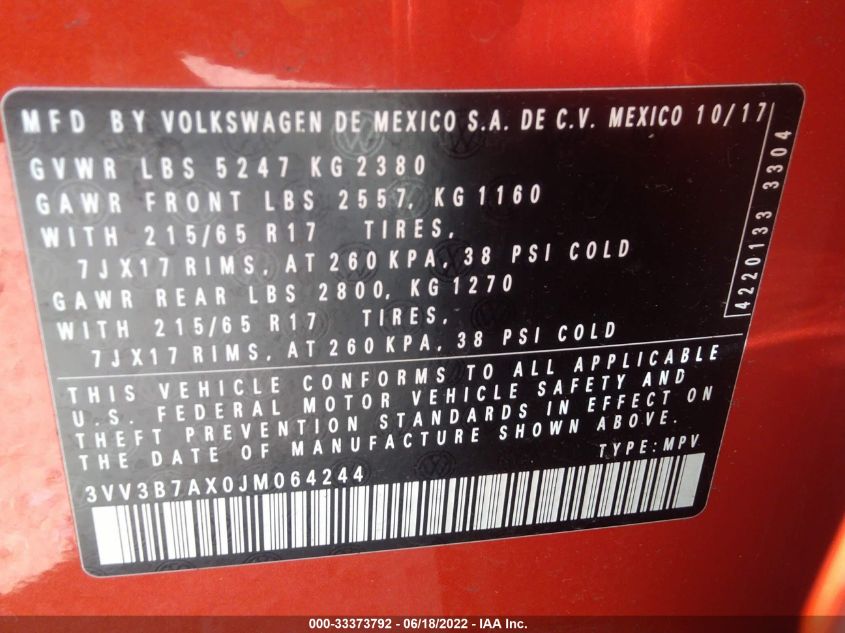 MFD BY VOLKSWAGEN DE MEXICO S.A. DE C.V. MEXICO 10/17
GVWR LBS 5247 KG 2380
GAWR FRONT LBS 2557, KG 1160
WITH 215/65 R17 TIRES,
7JX17 RIMS, AT 260 KPA, 38 PSI COLD
GAWR REAR LBS 2800, KG 1270
WITH 215/65 R17 TIRES,
7JX17 RIMS, AT 260 KPA, 38 PSI COLD
4220133 3304
THIS VEHICLE CONFORMS TO ALL APPLICABLE
U.S. FEDERAL MOTOR VEHICLE SAFETY AND
THEFT PREVENTION STANDARDS IN EFFECT ON
THE DATE OF MANUFACTURE SHOWN ABOVE.
TYPE: MPV
3VV3B7AX0JM064244
000-33373792 - 06/18/2022 - IAA Inc.